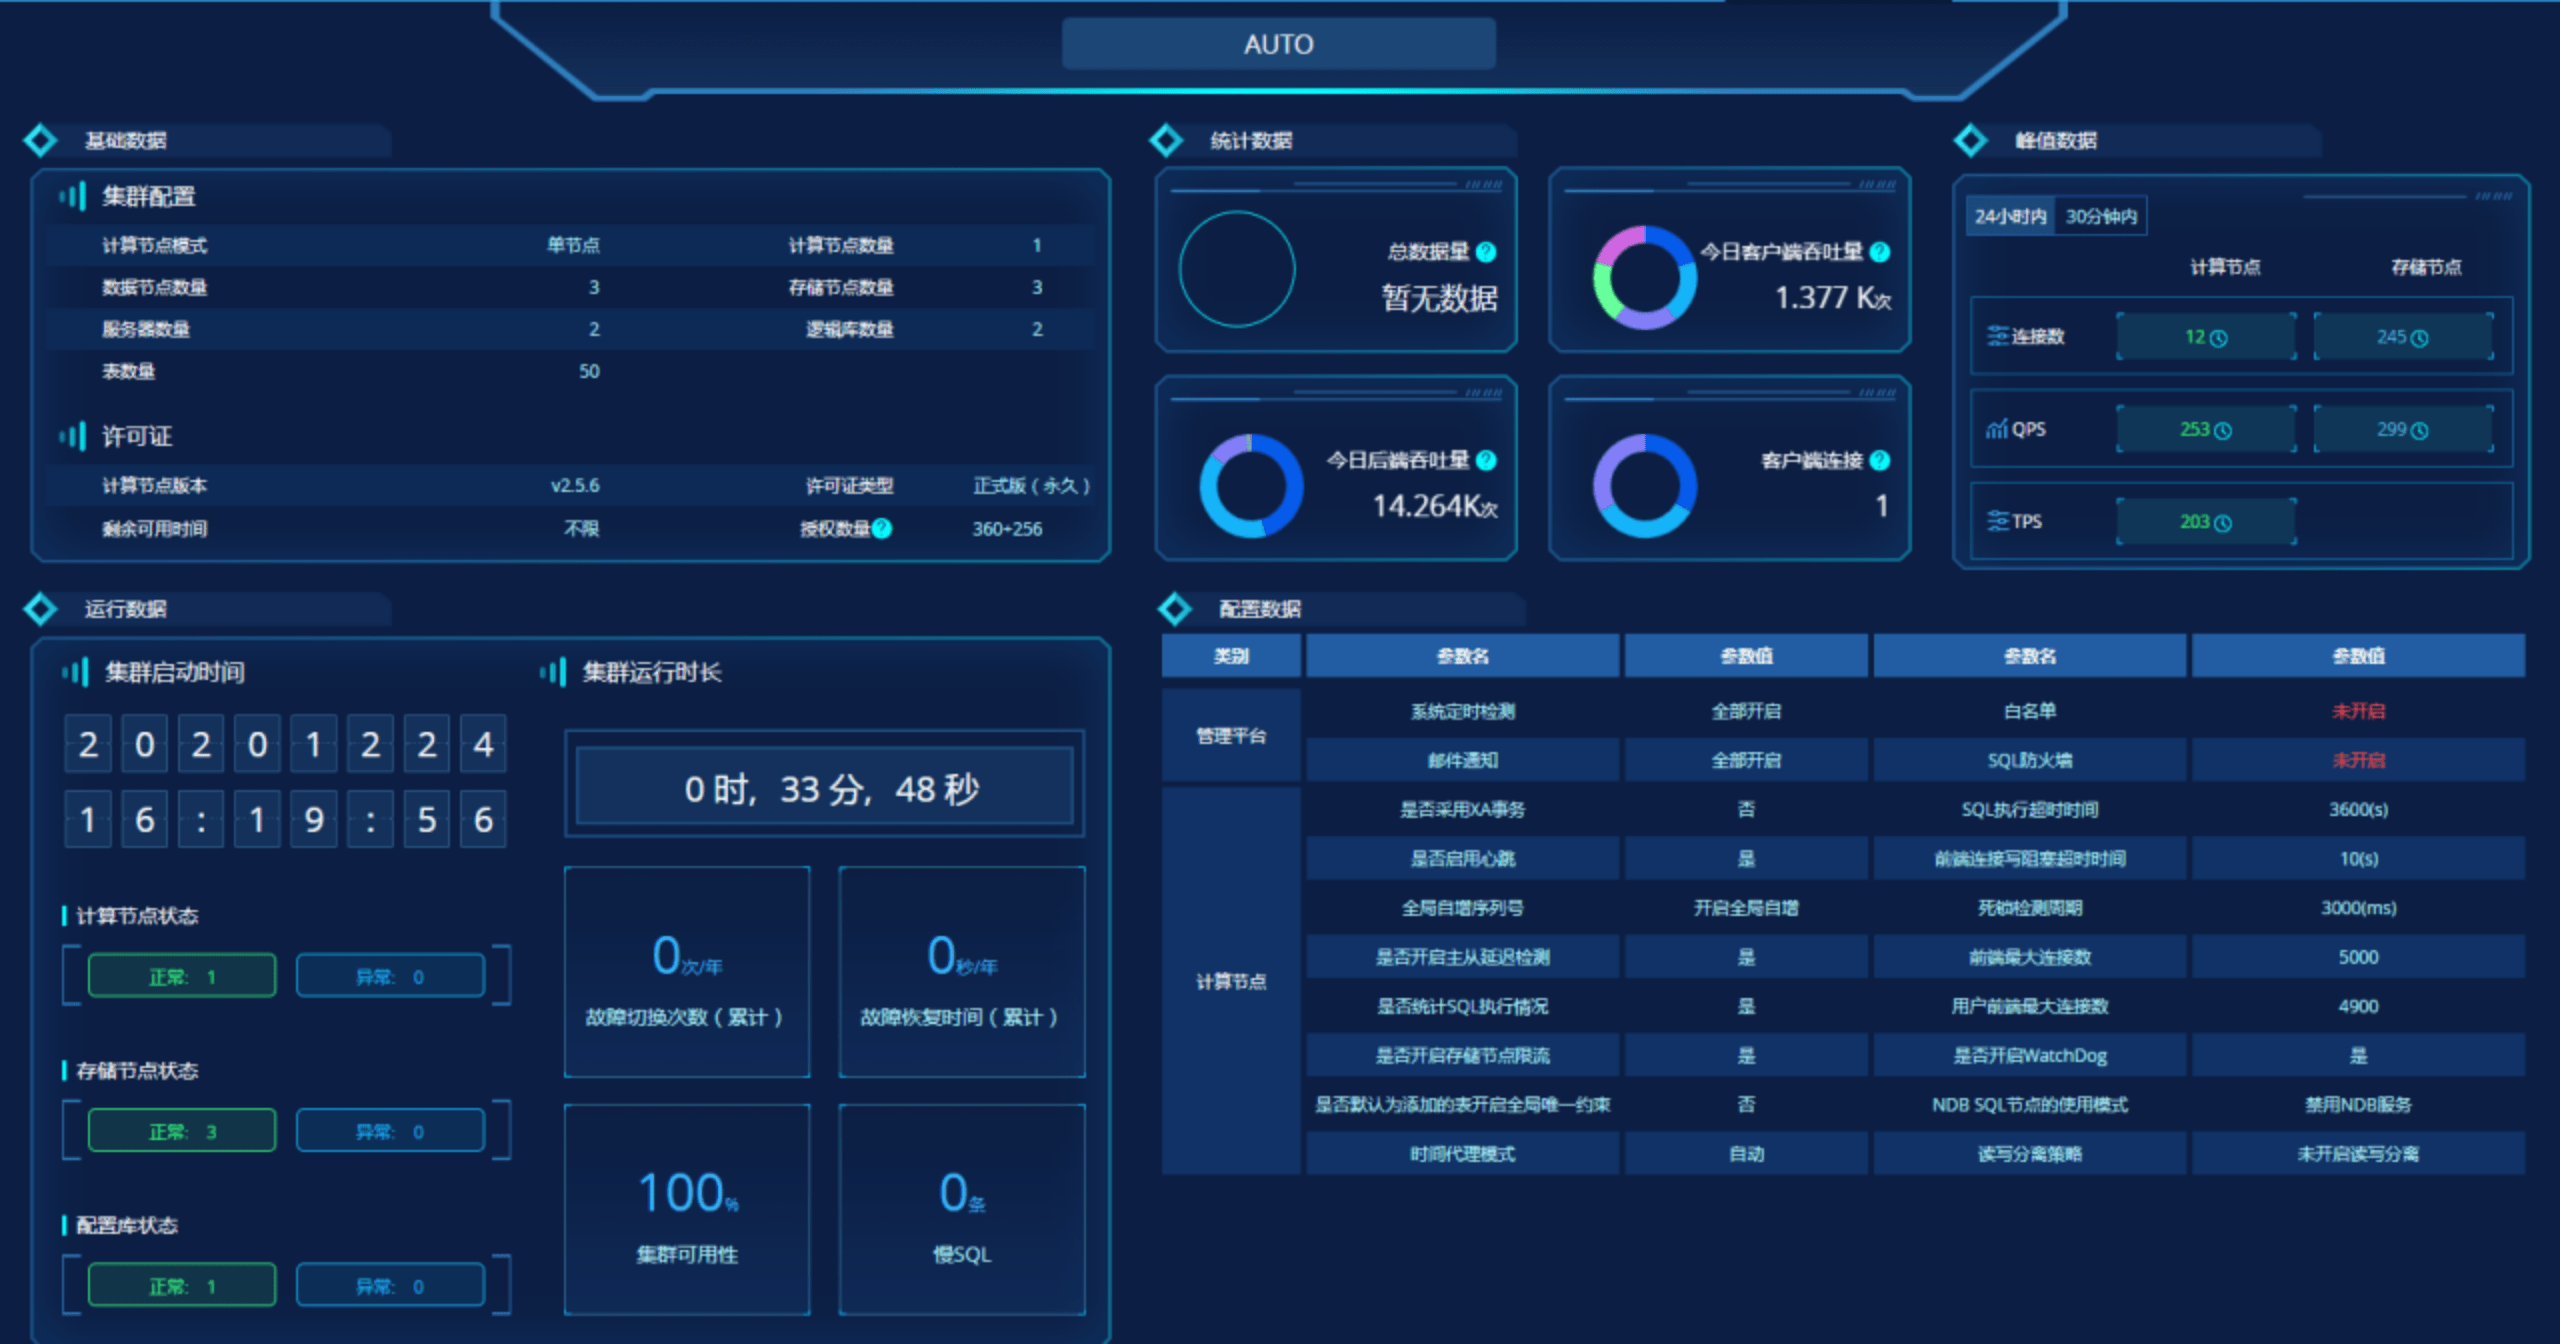 AUTO
基础数据
集群配置
计算节点模式 单节点 计算节点数量 1
数据节点数量 3 存储节点数量 3
服务器数量 2 逻辑库数量 2
表数量 50
许可证
计算节点版本 v2.5.6 许可证类型 正式版（永久）
剩余可用时间 不限 授权数量? 360+256
统计数据
总数据量 ?
暂无数据
今日客户端吞吐量 ?
1.377 K次
今日后端吞吐量 ?
14.264K次
客户端连接 ?
1
峰值数据
24小时内 30分钟内
计算节点 存储节点
连接数 12 245
QPS 253 299
TPS 203
运行数据
集群启动时间
2 0 2 0 1 2 2 4
1 6 : 1 9 : 5 6
计算节点状态
正常: 1 异常: 0
存储节点状态
正常: 3 异常: 0
配置库状态
正常: 1 异常: 0
集群运行时长
0 时, 33 分, 48 秒
0次/年
故障切换次数（累计）
0秒/年
故障恢复时间（累计）
100%
集群可用性
0条
慢SQL
配置数据
类别 参数名 参数值 参数名 参数值
管理平台
系统定时检测 全部开启 白名单 未开启
邮件通知 全部开启 SQL防火墙 未开启
计算节点
是否采用XA事务 否 SQL执行超时时间 3600(s)
是否启用心跳 是 前端连接写阻塞超时时间 10(s)
全局自增序列号 开启全局自增 死锁检测周期 3000(ms)
是否开启主从延迟检测 是 前端最大连接数 5000
是否统计SQL执行情况 是 用户前端最大连接数 4900
是否开启存储节点限流 是 是否开启WatchDog 是
是否默认为添加的表开启全局唯一约束 否 NDB SQL节点的使用模式 禁用NDB服务
时间代理模式 自动 读写分离策略 未开启读写分离